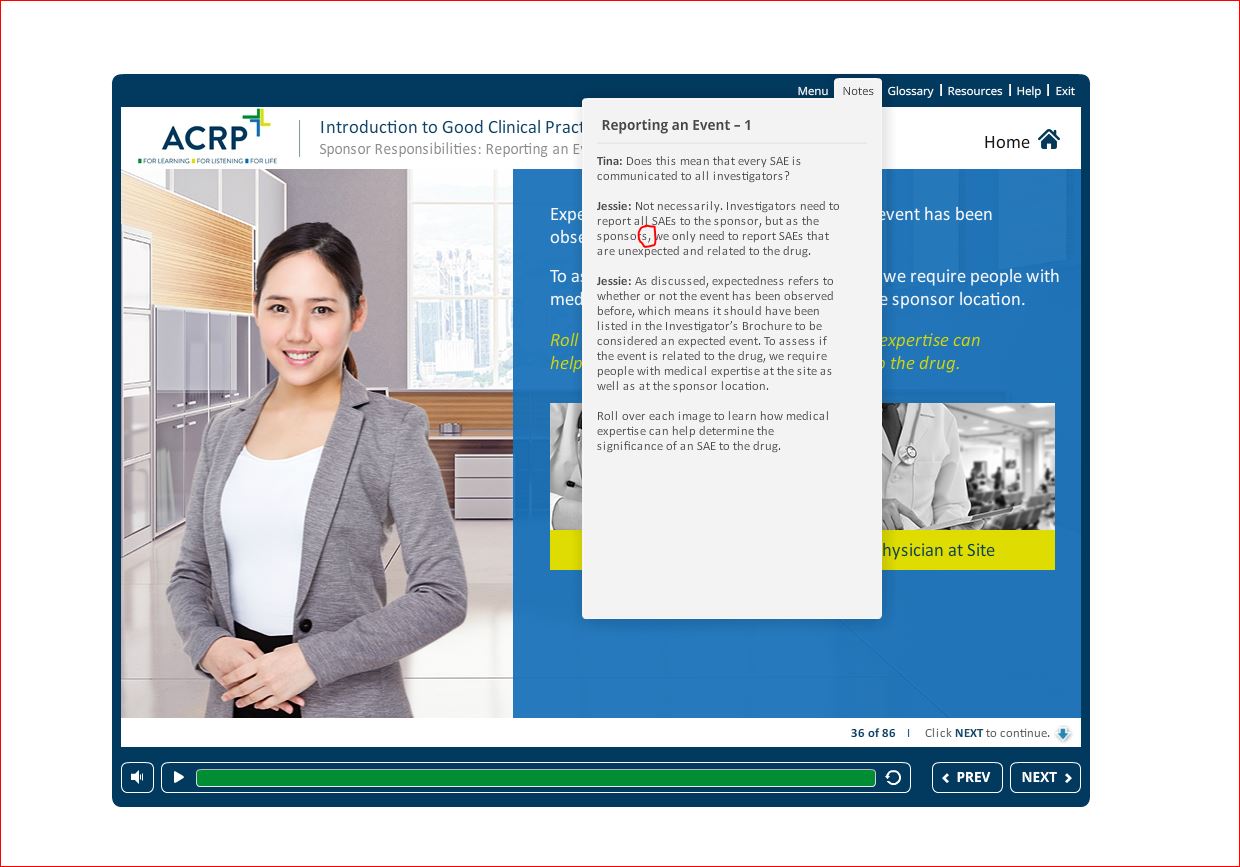 Menu Notes Glossary Resources Help Exit
ACRP
FOR LEARNING FOR LISTENING FOR LIFE
Introduction to Good Clinical
Sponsor Responsibilities: Reporting an
Home
Reporting an Event – 1
Tina: Does this mean that every SAE is
communicated to all investigators?
Jessie: Not necessarily. Investigators need to
report all SAEs to the sponsor, but as the
sponsors, we only need to report SAEs that
are unexpected and related to the drug.
Jessie: As discussed, expectedness refers to
whether or not the event has been observed
before, which means it should have been
listed in the Investigator’s Brochure to be
considered an expected event. To assess if
the event is related to the drug, we require
people with medical expertise at the site as
well as at the sponsor location.
Roll over each image to learn how medical
expertise can help determine the
significance of an SAE to the drug.
event has been
To
we require people with
sponsor location.
Roll
expertise can
help
the drug.
at Site
36 of 86 | Click NEXT to continue.
PREV NEXT